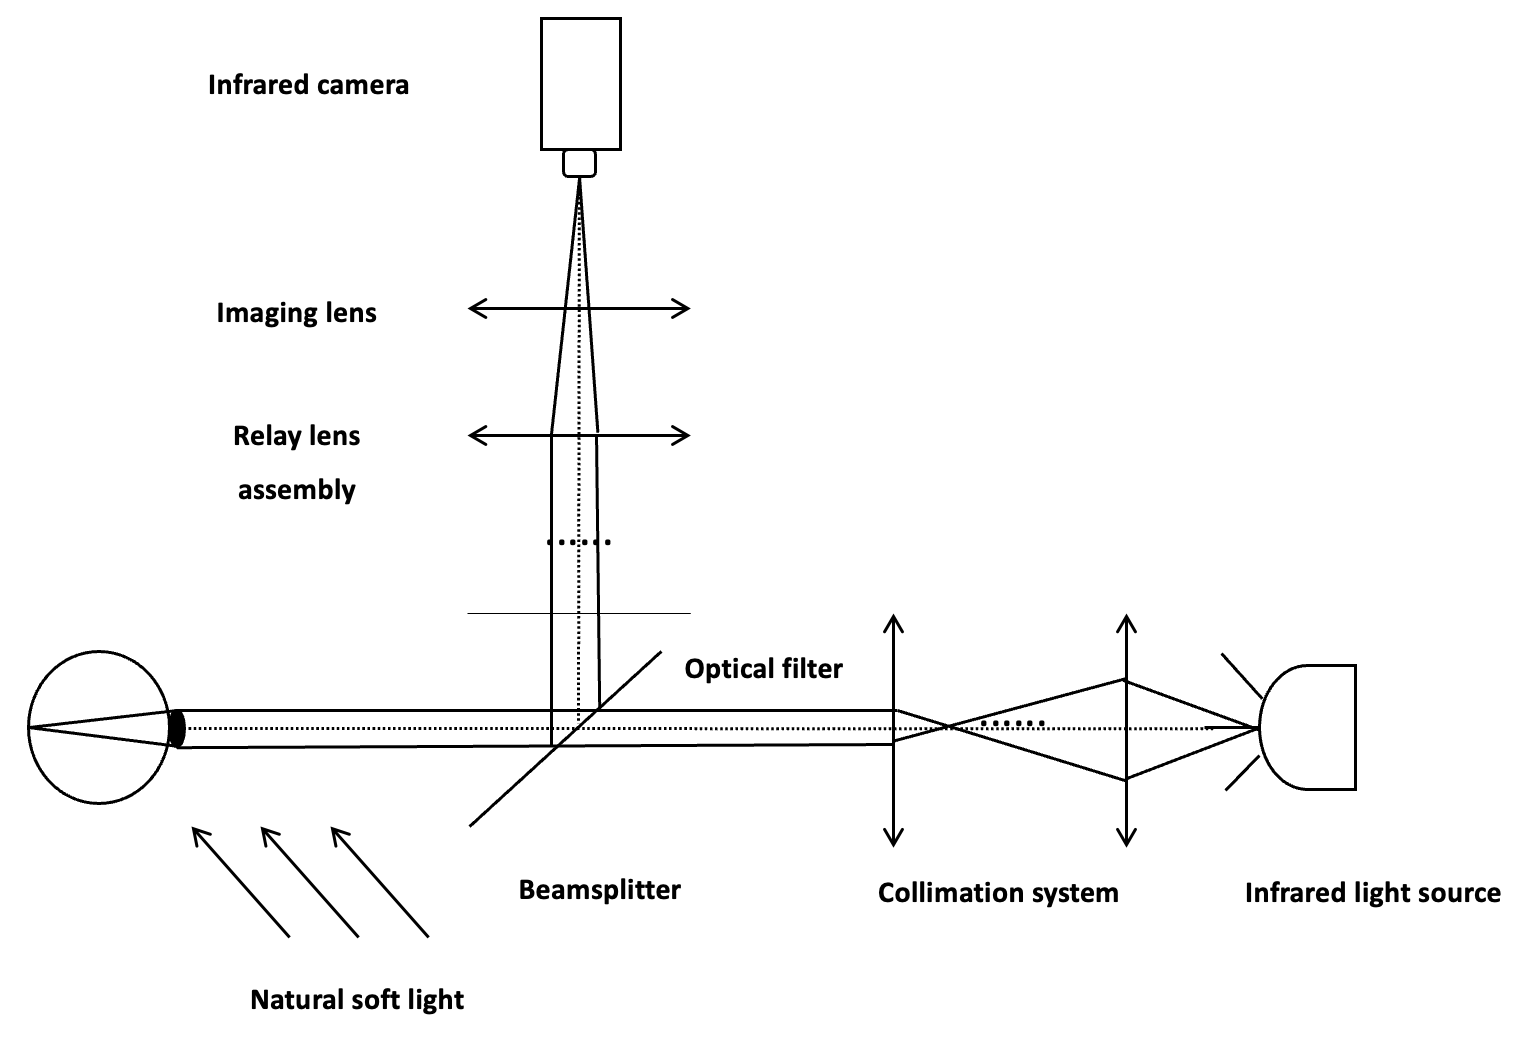 Infrared camera
Imaging lens
Relay lens
assembly
Optical filter
Beamsplitter
Collimation system
Infrared light source
Natural soft light